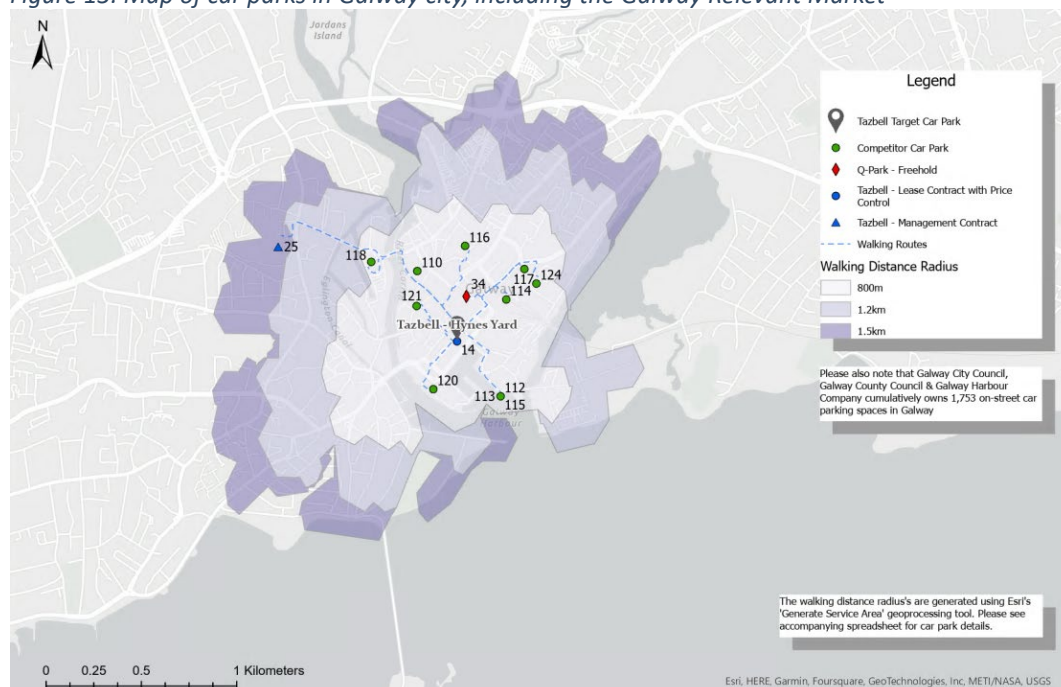 Figure 13: Map of car parks in Galway city, including the Galway Relevant Market
N
Jordans
Island
Legend
Tazbell Target Car Park
Competitor Car Park
Q-Park - Freehold
Tazbell - Lease Contract with Price
Control
Tazbell - Management Contract
Walking Routes
Walking Distance Radius
800m
1.2km
1.5km
Please also note that Galway City Council,
Galway County Council & Galway Harbour
Company cumulatively owns 1,753 on-street car
parking spaces in Galway
25
118
110
116
117
124
34
Galway
114
121
Eglington Canal
Tazbell - Hynes Yard
14
120
112
113
115
Galway
Harbour
The walking distance radius's are generated using Esri's
'Generate Service Area' geoprocessing tool. Please see
accompanying spreadsheet for car park details.
0 0.25 0.5 1 Kilometers
Esri, HERE, Garmin, Foursquare, GeoTechnologies, Inc, METI/NASA, USGS